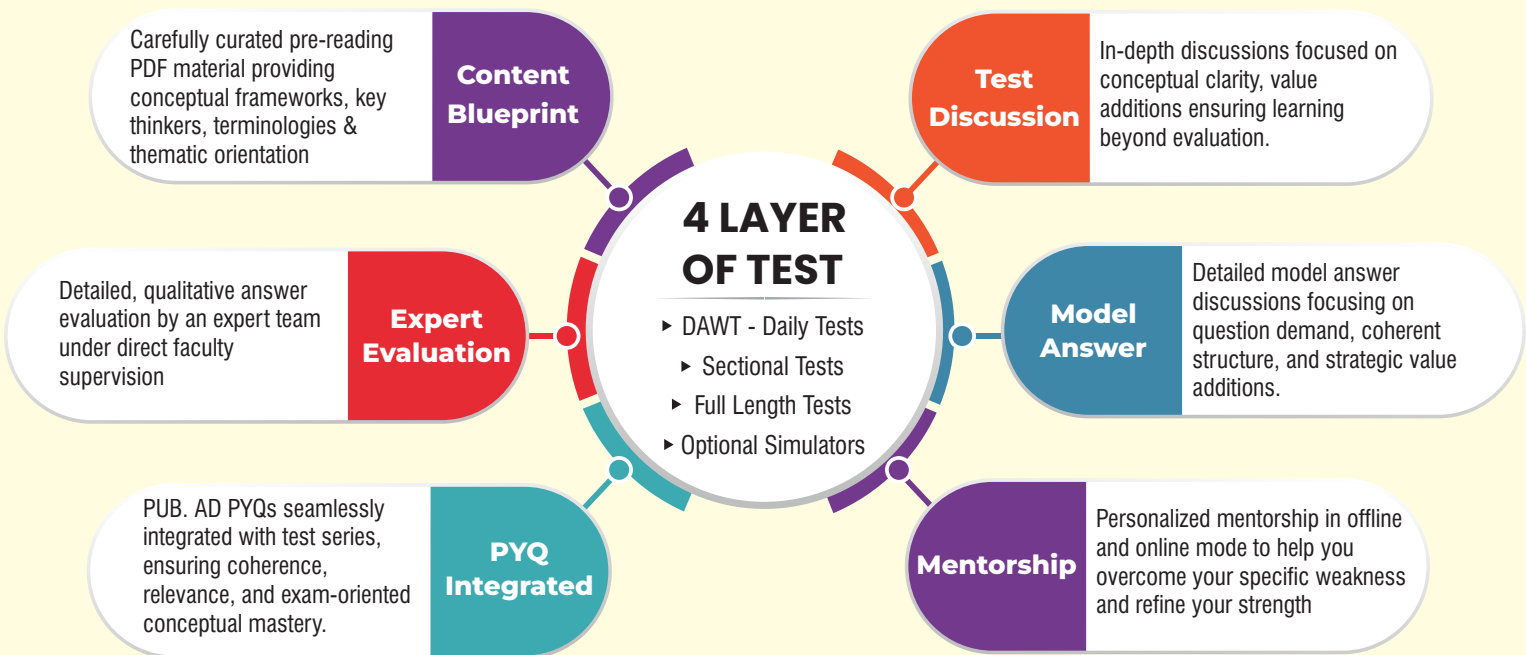 Carefully curated pre-reading
PDF material providing
conceptual frameworks, key
thinkers, terminologies &
thematic orientation
Content
Blueprint
Detailed, qualitative answer
evaluation by an expert team
under direct faculty
supervision
Expert
Evaluation
PUB. AD PYQs seamlessly
integrated with test series,
ensuring coherence,
relevance, and exam-oriented
conceptual mastery.
PYQ
Integrated
4 LAYER
OF TEST
DAWT - Daily Tests
Sectional Tests
Full Length Tests
Optional Simulators
Test
Discussion
In-depth discussions focused on
conceptual clarity, value
additions ensuring learning
beyond evaluation.
Model
Answer
Detailed model answer
discussions focusing on
question demand, coherent
structure, and strategic value
additions.
Mentorship
Personalized mentorship in offline
and online mode to help you
overcome your specific weakness
and refine your strength